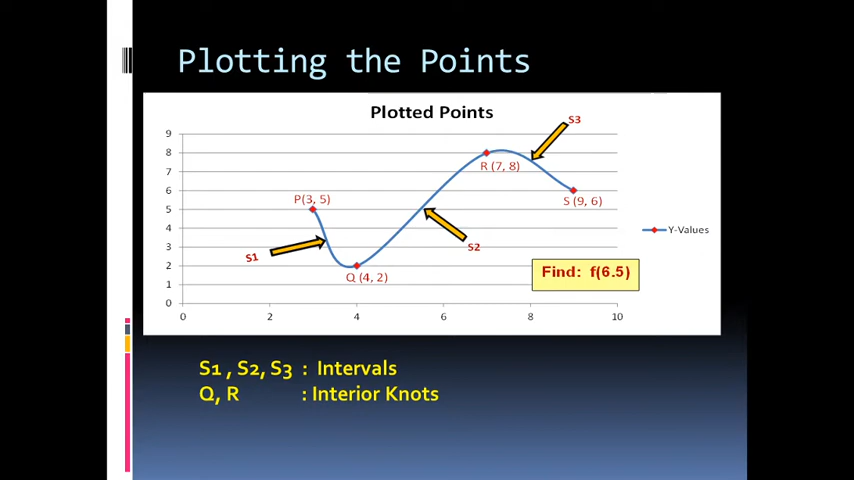 Plotting the Points
Plotted Points
9
8
7
6
5
4
3
2
1
0
0 2 4 6 8 10
P(3, 5)
Q (4, 2)
R (7, 8)
S (9, 6)
S1
S2
S3
Y-Values
Find: f(6.5)
S1 , S2, S3 : Intervals
Q, R : Interior Knots